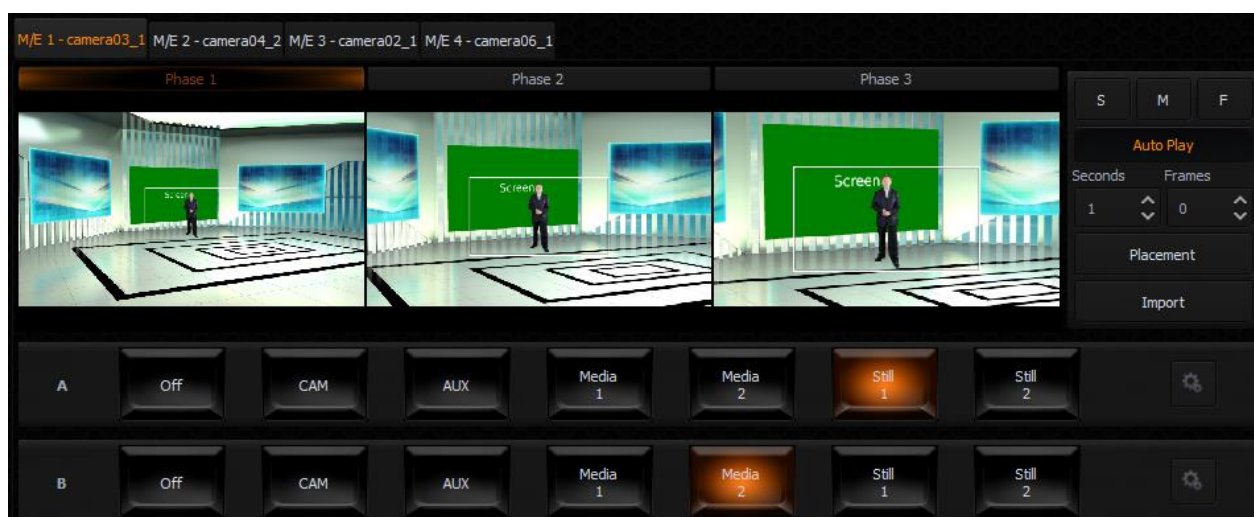 M/E 1 - camera03_1 M/E 2 - camera04_2 M/E 3 - camera02_1 M/E 4 - camera06_1
Phase 1 Phase 2 Phase 3
S M F
Auto Play
Seconds Frames
1 0
Placement
Import
Screen
Screen
Screen
A Off CAM AUX Media 1 Media 2 Still 1 Still 2
B Off CAM AUX Media 1 Media 2 Still 1 Still 2